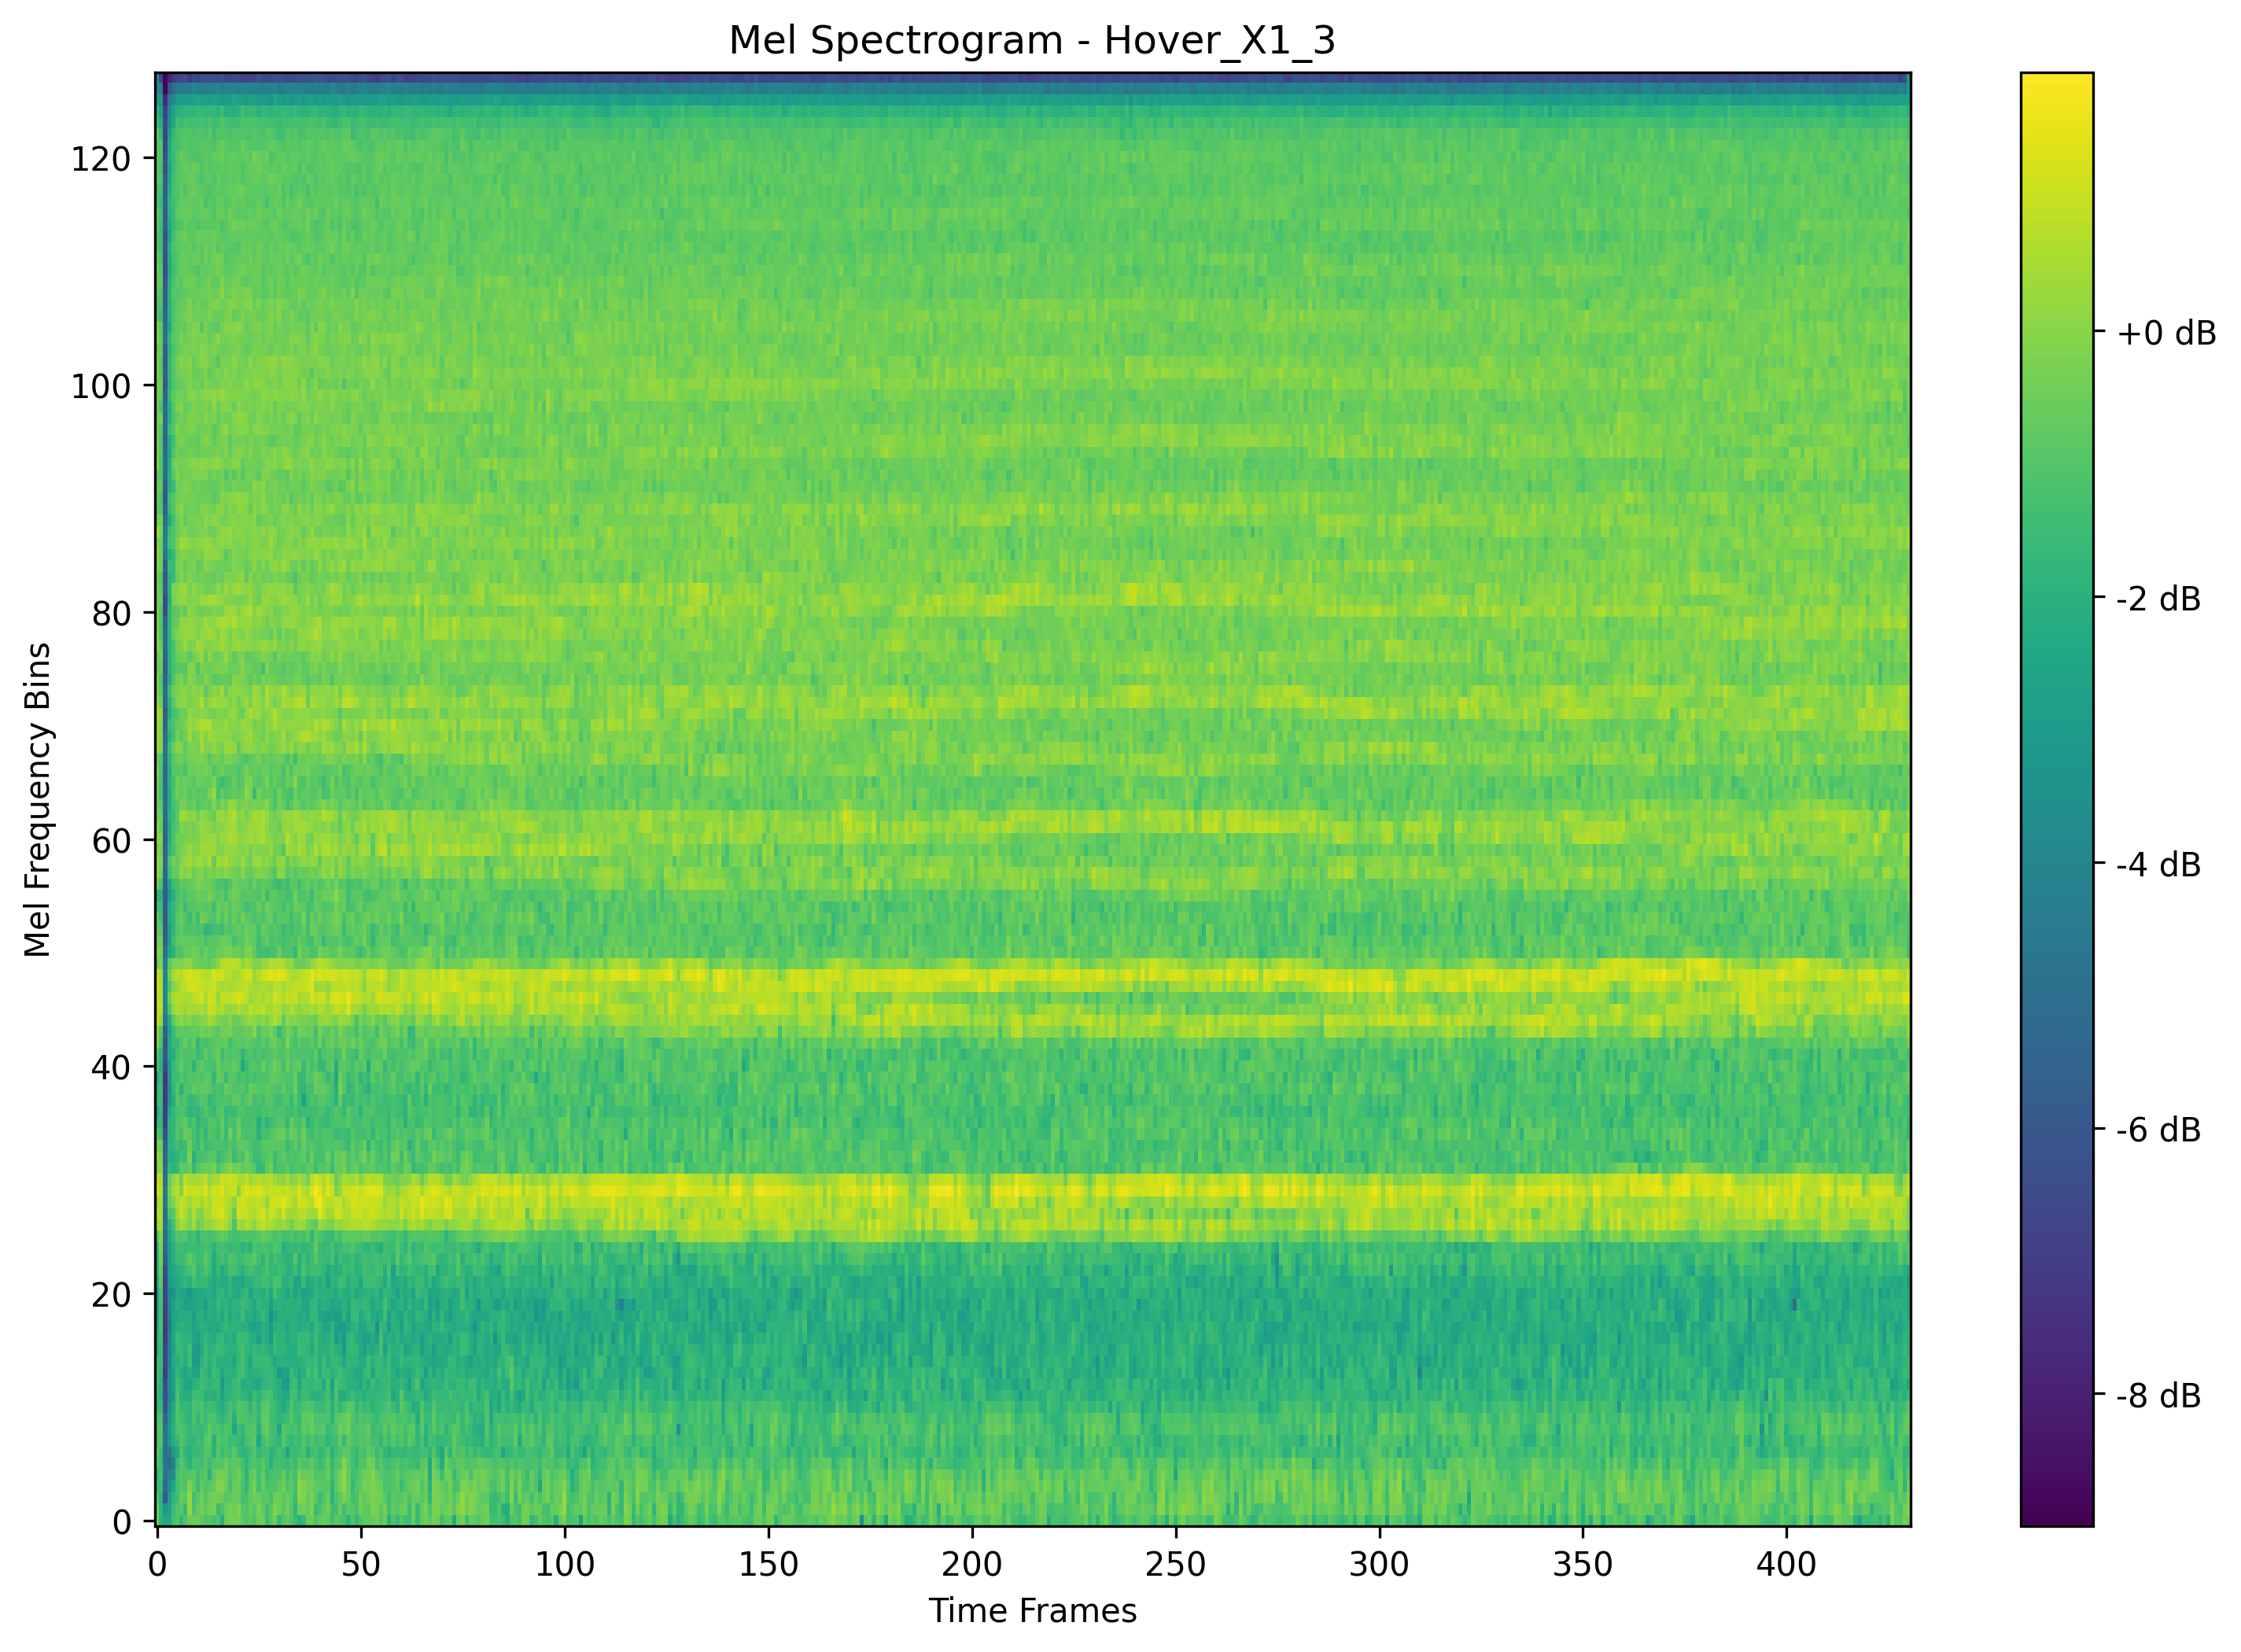 Mel Spectrogram - Hover_X1_3
Mel Frequency Bins
120
100
80
60
40
20
0
0 50 100 150 200 250 300 350 400
Time Frames
+0 dB
-2 dB
-4 dB
-6 dB
-8 dB